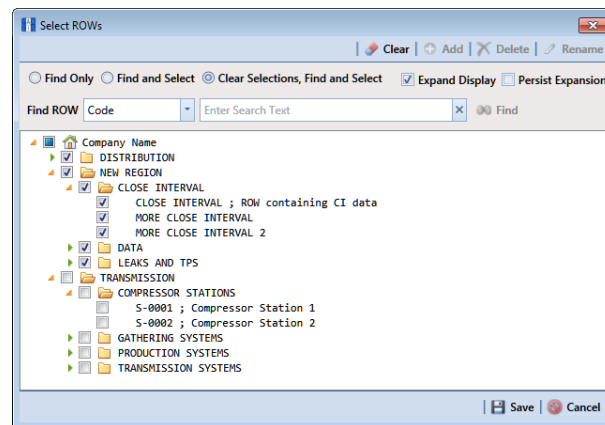 Select ROWs
Clear Add Delete Rename
Find Only Find and Select Clear Selections, Find and Select Expand Display Persist Expansion
Find ROW Code Enter Search Text Find
Company Name
DISTRIBUTION
NEW REGION
CLOSE INTERVAL
CLOSE INTERVAL ; ROW containing CI data
MORE CLOSE INTERVAL
MORE CLOSE INTERVAL 2
DATA
LEAKS AND TPS
TRANSMISSION
COMPRESSOR STATIONS
S-0001 ; Compressor Station 1
S-0002 ; Compressor Station 2
GATHERING SYSTEMS
PRODUCTION SYSTEMS
TRANSMISSION SYSTEMS
Save Cancel